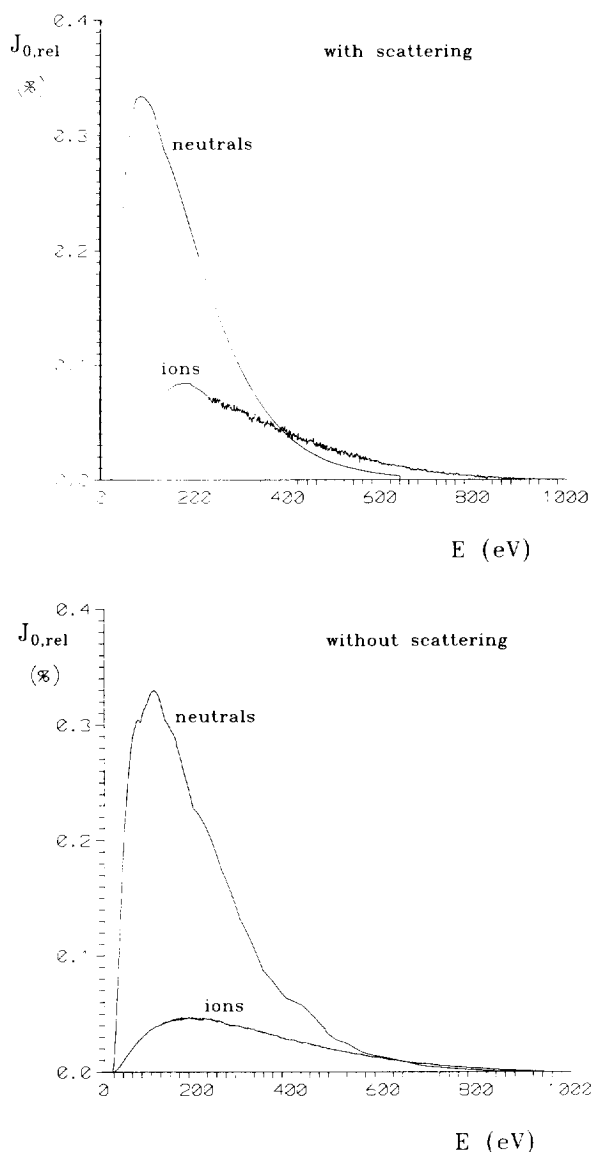 0.4
J0,rel
(%)
with scattering
neutrals
0.3
0.2
ions
0.1
0.0
0 200 400 600 800 1000
E (eV)
0.4
J0,rel
(%)
without scattering
neutrals
0.3
0.2
0.1
ions
0.0
0 200 400 600 800 1000
E (eV)